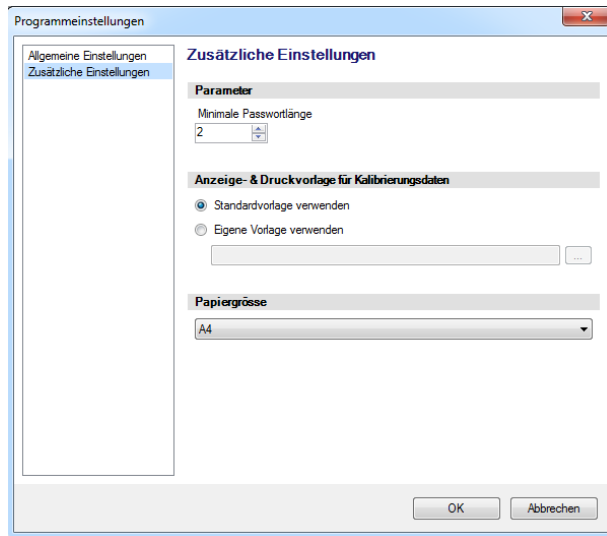 Programmeinstellungen
Allgemeine Einstellungen
Zusätzliche Einstellungen
Zusätzliche Einstellungen
Parameter
Minimale Passwortlänge
2
Anzeige- & Druckvorlage für Kalibrierungsdaten
Standardvorlage verwenden
Eigene Vorlage verwenden
...
Papiergrösse
A4
OK Abbrechen